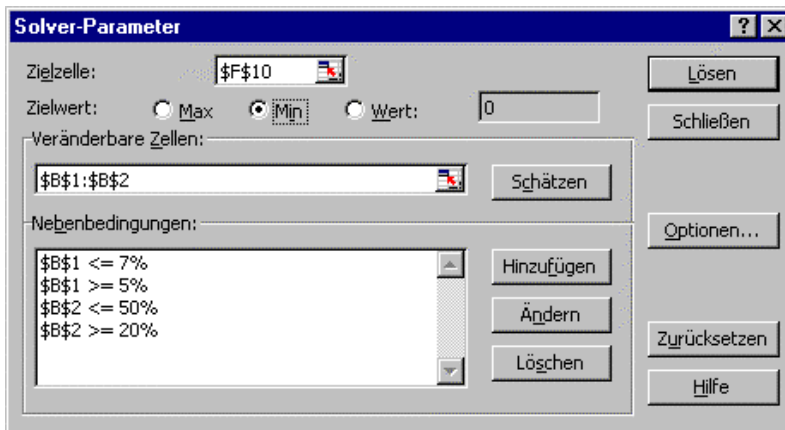 Solver-Parameter
Zielzelle: $F$10
Lösen
Zielwert: Max Min Wert: 0
Schließen
Veränderbare Zellen:
$B$1:$B$2
Schätzen
Nebenbedingungen:
Optionen...
$B$1 <= 7%
$B$1 >= 5%
$B$2 <= 50%
$B$2 >= 20%
Hinzufügen
Ändern
Löschen
Zurücksetzen
Hilfe